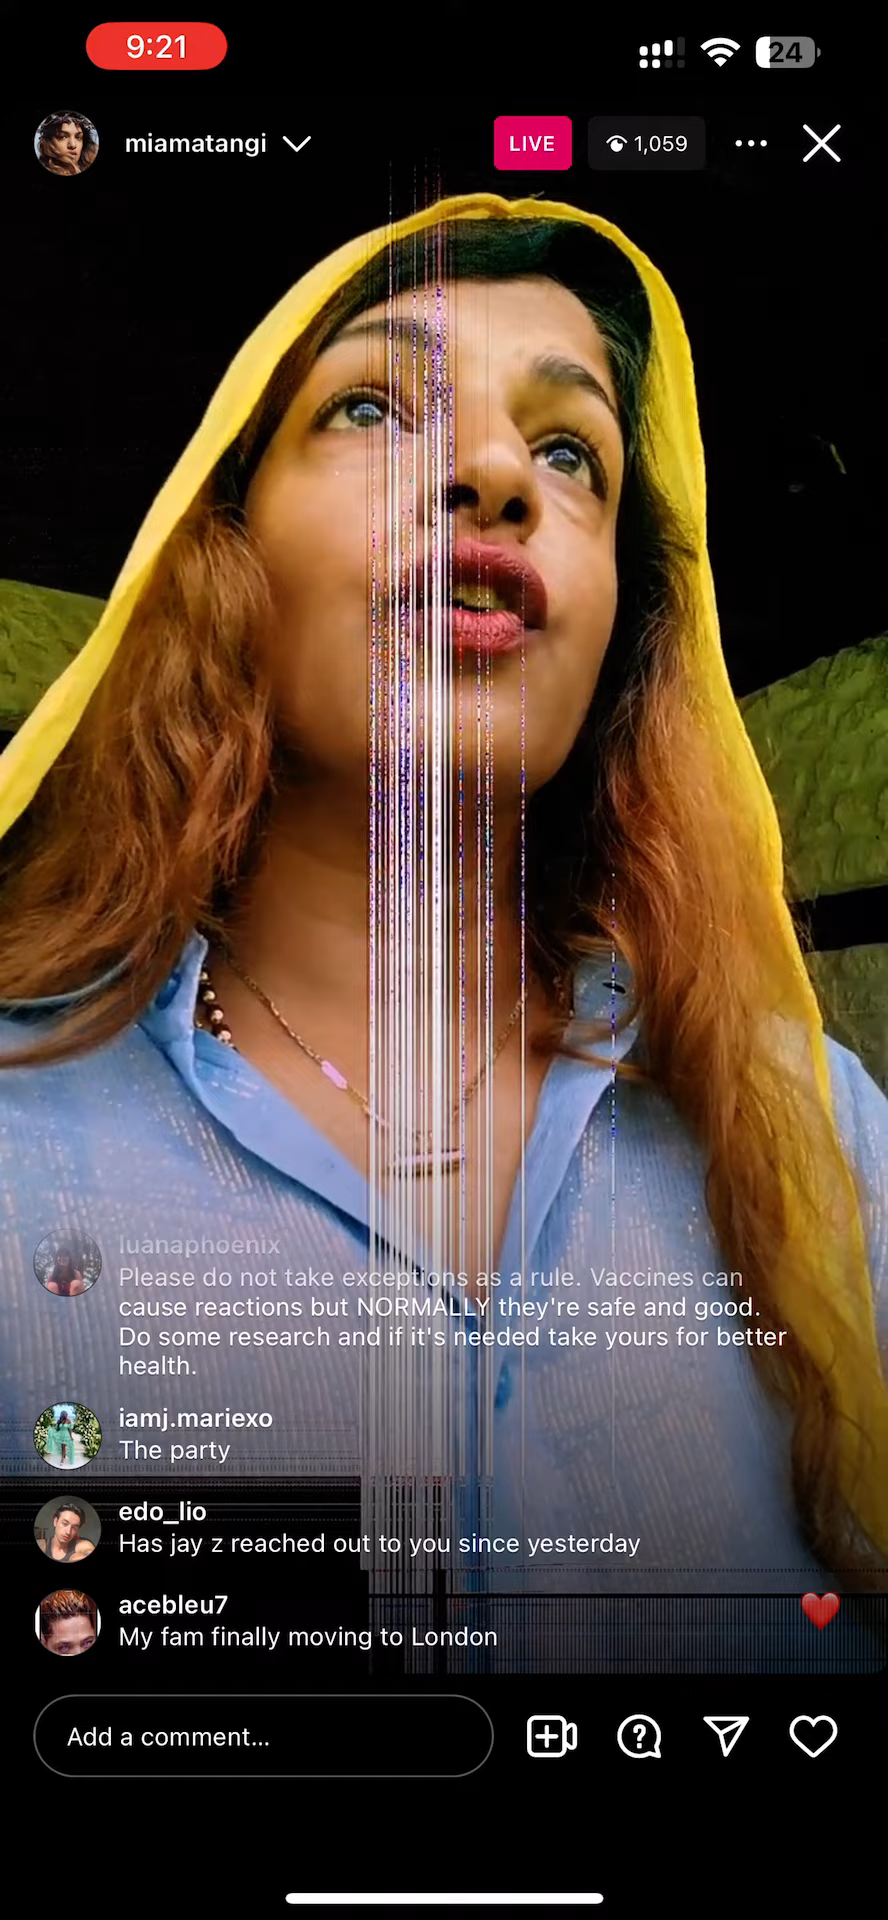 9:21
24
miamatangi
LIVE
1,059
luanaphoenix
Please do not take exceptions as a rule. Vaccines can
cause reactions but NORMALLY they're safe and good.
Do some research and if it's needed take yours for better
health.
iamj.mariexo
The party
edo_lio
Has jay z reached out to you since yesterday
acebleu7
My fam finally moving to London
Add a comment...